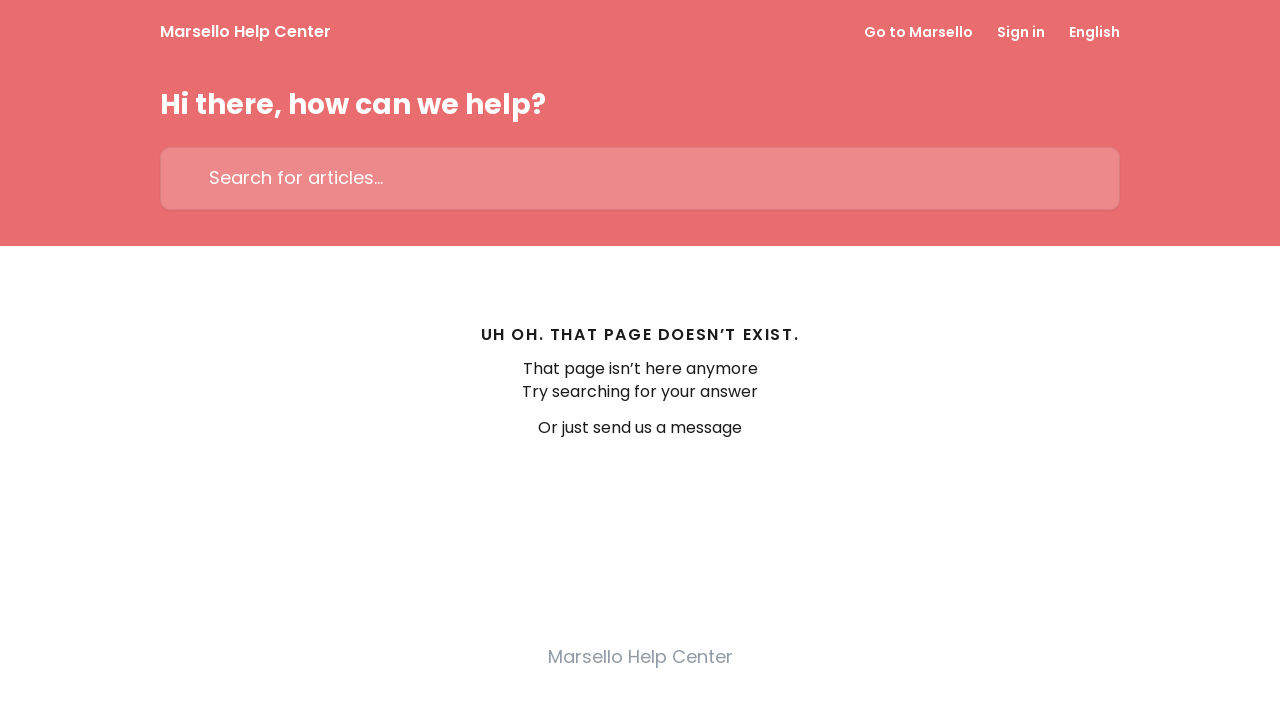 Marsello Help Center
Go to Marsello
Sign in
English
Hi there, how can we help?
Search for articles...
UH OH. THAT PAGE DOESN’T EXIST.
That page isn’t here anymore
Try searching for your answer
Or just send us a message
Marsello Help Center